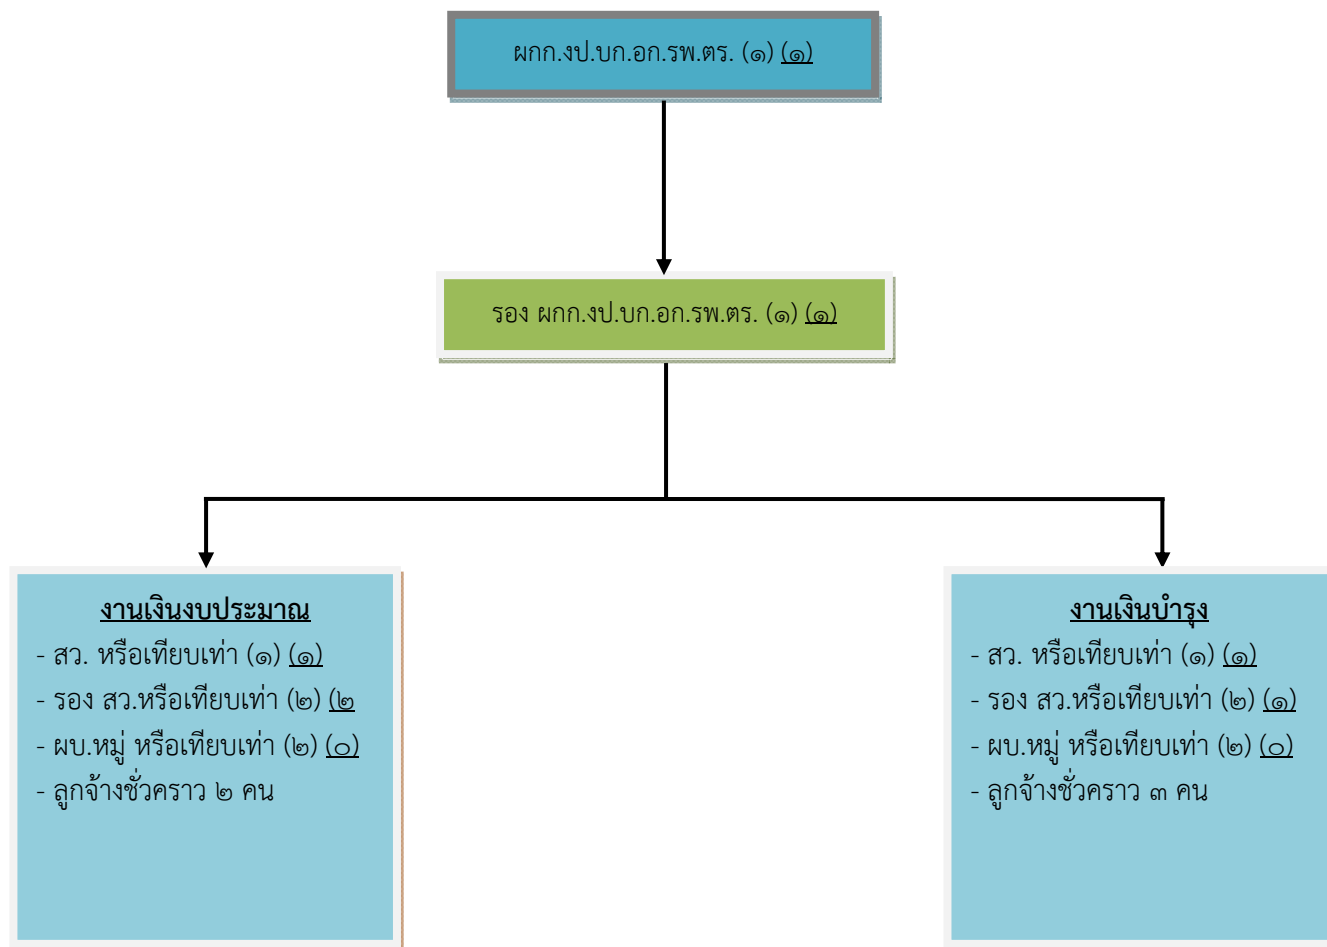 ผกก.งป.บก.อก.รพ.ตร. (๑) (๑)
รอง ผกก.งป.บก.อก.รพ.ตร. (๑) (๑)
งานเงินงบประมาณ
- สว. หรือเทียบเท่า (๑) (๑)
- รอง สว.หรือเทียบเท่า (๒) (๒
- ผบ.หมู่ หรือเทียบเท่า (๒) (๐)
- ลูกจ้างชั่วคราว ๒ คน
งานเงินบำรุง
- สว. หรือเทียบเท่า (๑) (๑)
- รอง สว.หรือเทียบเท่า (๒) (๑)
- ผบ.หมู่ หรือเทียบเท่า (๒) (๐)
- ลูกจ้างชั่วคราว ๓ คน